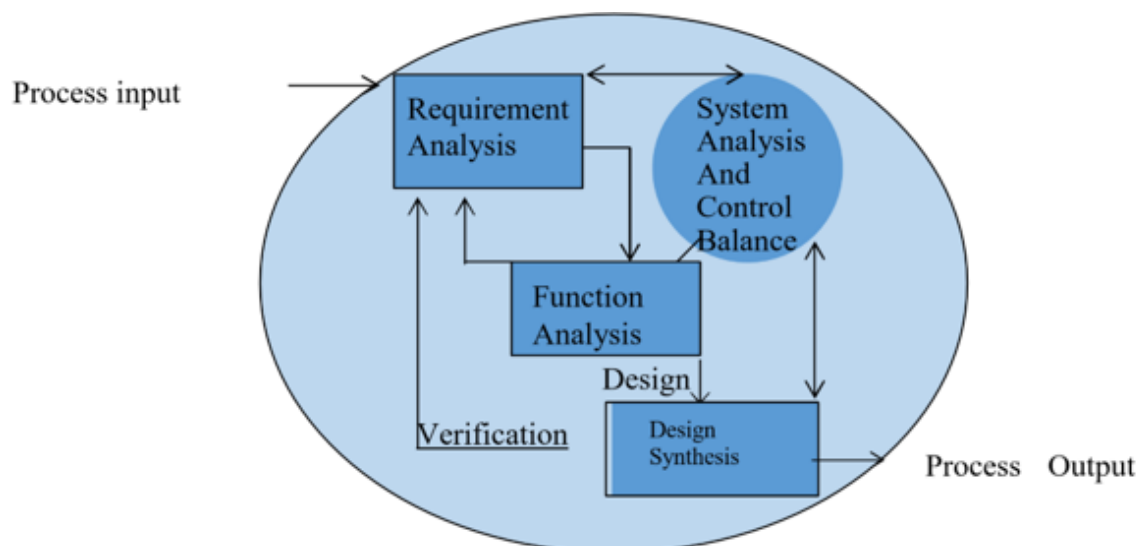 Process input
Requirement
Analysis
System
Analysis
And
Control
Balance
Function
Analysis
Design
Verification
Design
Synthesis
Process Output